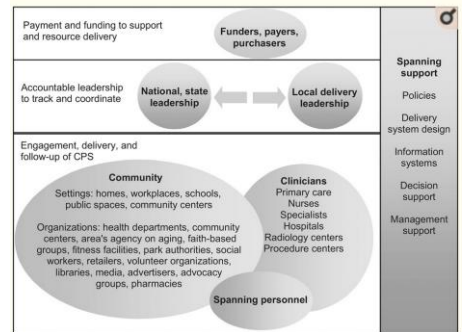 Payment and funding to support
and resource delivery
Funders, payers,
purchasers
Accountable leadership
to track and coordinate
National, state
leadership
Local delivery
leadership
Engagement, delivery, and
follow-up of CPS
Community
Settings: homes, workplaces, schools,
public spaces, community centers
Organizations: health departments, community
centers, area's agency on aging, faith-based
groups, fitness facilities, park authorities, social
workers, retailers, volunteer organizations,
libraries, media, advertisers, advocacy
groups, pharmacies
Clinicians
Primary care
Nurses
Specialists
Hospitals
Radiology centers
Procedure centers
Spanning personnel
Spanning
support
Policies
Delivery
system design
Information
systems
Decision
support
Management
support